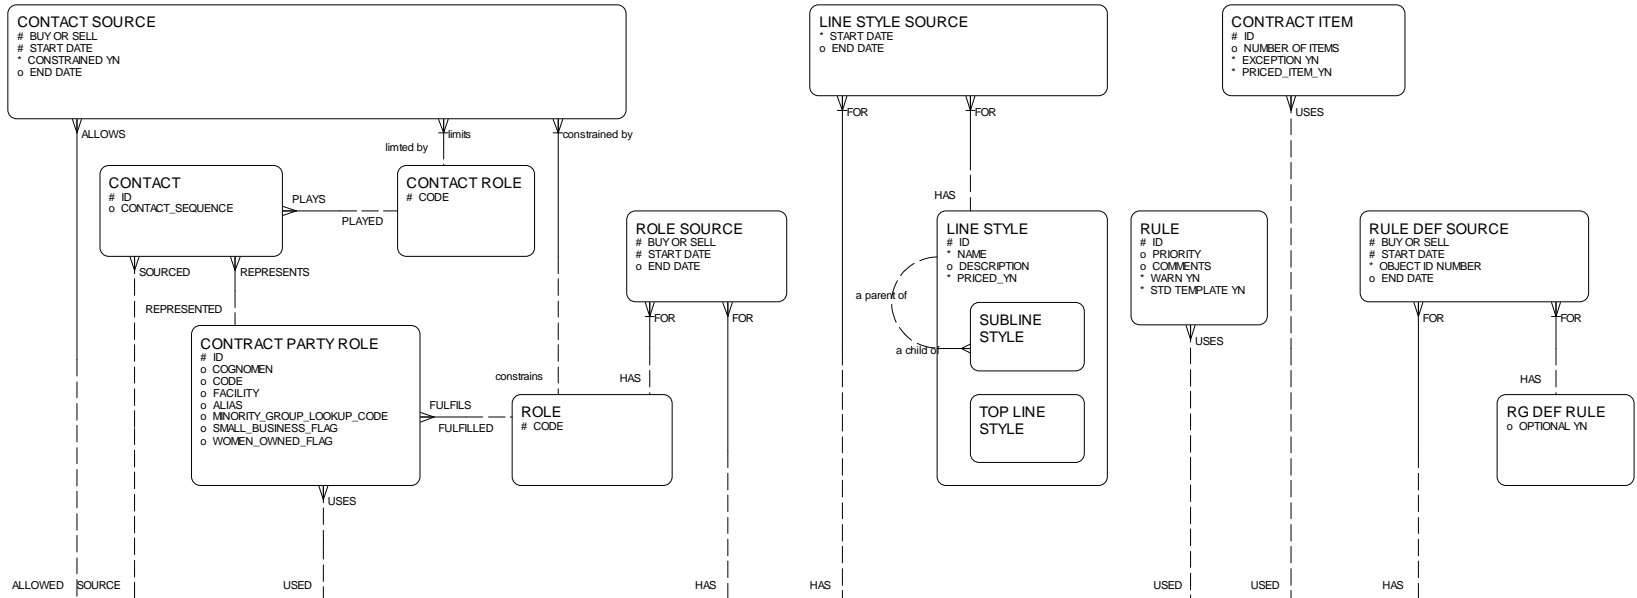 CONTACT SOURCE
# BUY OR SELL
# START DATE
* CONSTRAINED YN
o END DATE
LINE STYLE SOURCE
* START DATE
o END DATE
CONTRACT ITEM
# ID
o NUMBER OF ITEMS
* EXCEPTION YN
* PRICED_ITEM_YN
ALLOWS
limits
constrained by
limted by
FOR
FOR
USES
CONTACT
# ID
o CONTACT_SEQUENCE
PLAYS
PLAYED
CONTACT ROLE
# CODE
HAS
SOURCED
REPRESENTS
REPRESENTED
ROLE SOURCE
# BUY OR SELL
# START DATE
o END DATE
LINE STYLE
# ID
* NAME
o DESCRIPTION
* PRICED_YN
a parent of
a child of
SUBLINE
STYLE
TOP LINE
STYLE
RULE
# ID
o PRIORITY
o COMMENTS
* WARN YN
* STD TEMPLATE YN
RULE DEF SOURCE
# BUY OR SELL
# START DATE
* OBJECT ID NUMBER
o END DATE
FOR
FOR
USES
FOR
FOR
CONTRACT PARTY ROLE
# ID
o COGNOMEN
o CODE
o FACILITY
o ALIAS
o MINORITY_GROUP_LOOKUP_CODE
o SMALL_BUSINESS_FLAG
o WOMEN_OWNED_FLAG
FULFILS
FULFILLED
constrains
HAS
ROLE
# CODE
HAS
RG DEF RULE
o OPTIONAL YN
USES
ALLOWED
SOURCE
USED
HAS
HAS
USED
USED
HAS